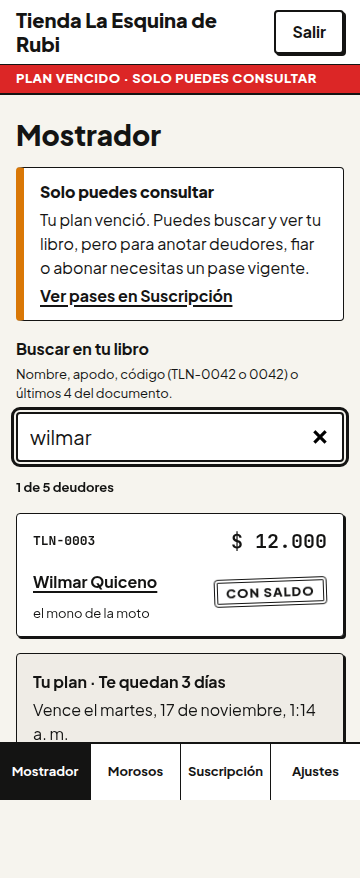 Tienda La Esquina de
Rubi
Salir
PLAN VENCIDO · SOLO PUEDES CONSULTAR
Mostrador
Solo puedes consultar
Tu plan venció. Puedes buscar y ver tu
libro, pero para anotar deudores, fiar
o abonar necesitas un pase vigente.
Ver pases en Suscripción
Buscar en tu libro
Nombre, apodo, código (TLN-0042 o 0042) o
últimos 4 del documento.
wilmar
1 de 5 deudores
TLN-0003
$ 12.000
Wilmar Quiceno
CON SALDO
el mono de la moto
Tu plan · Te quedan 3 días
Vence el martes, 17 de noviembre, 1:14
a. m.
Mostrador
Morosos
Suscripción
Ajustes